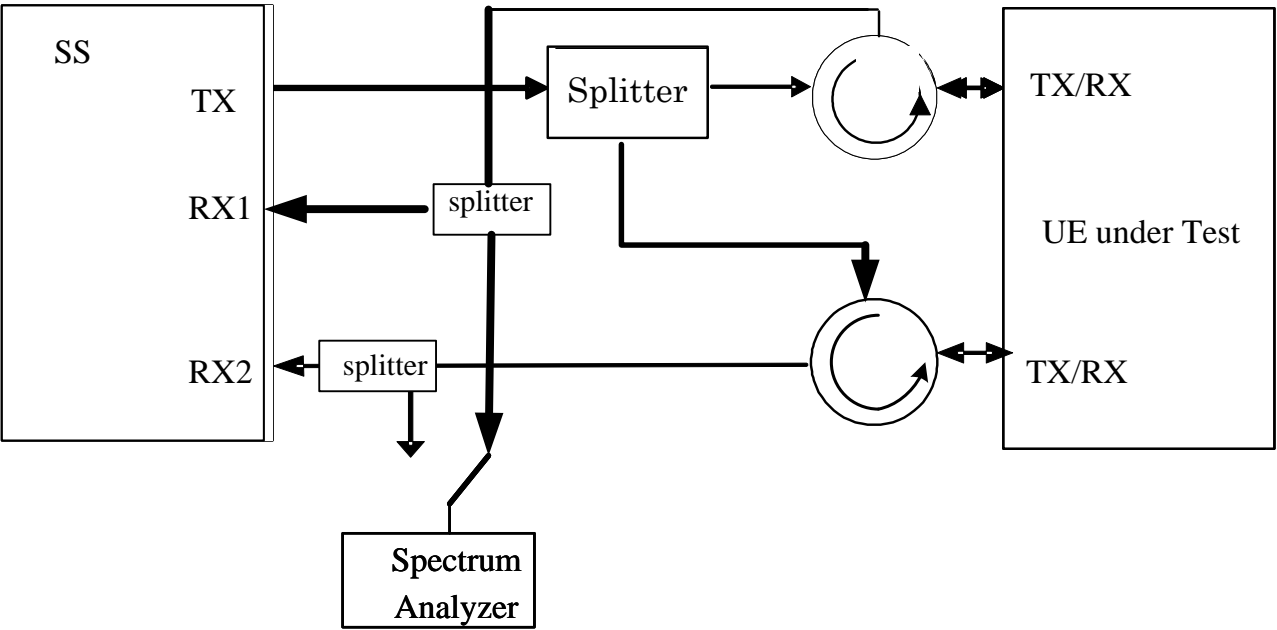 SS
TX
Splitter
TX/RX
RX1
splitter
UE under Test
RX2
splitter
TX/RX
Spectrum
Analyzer